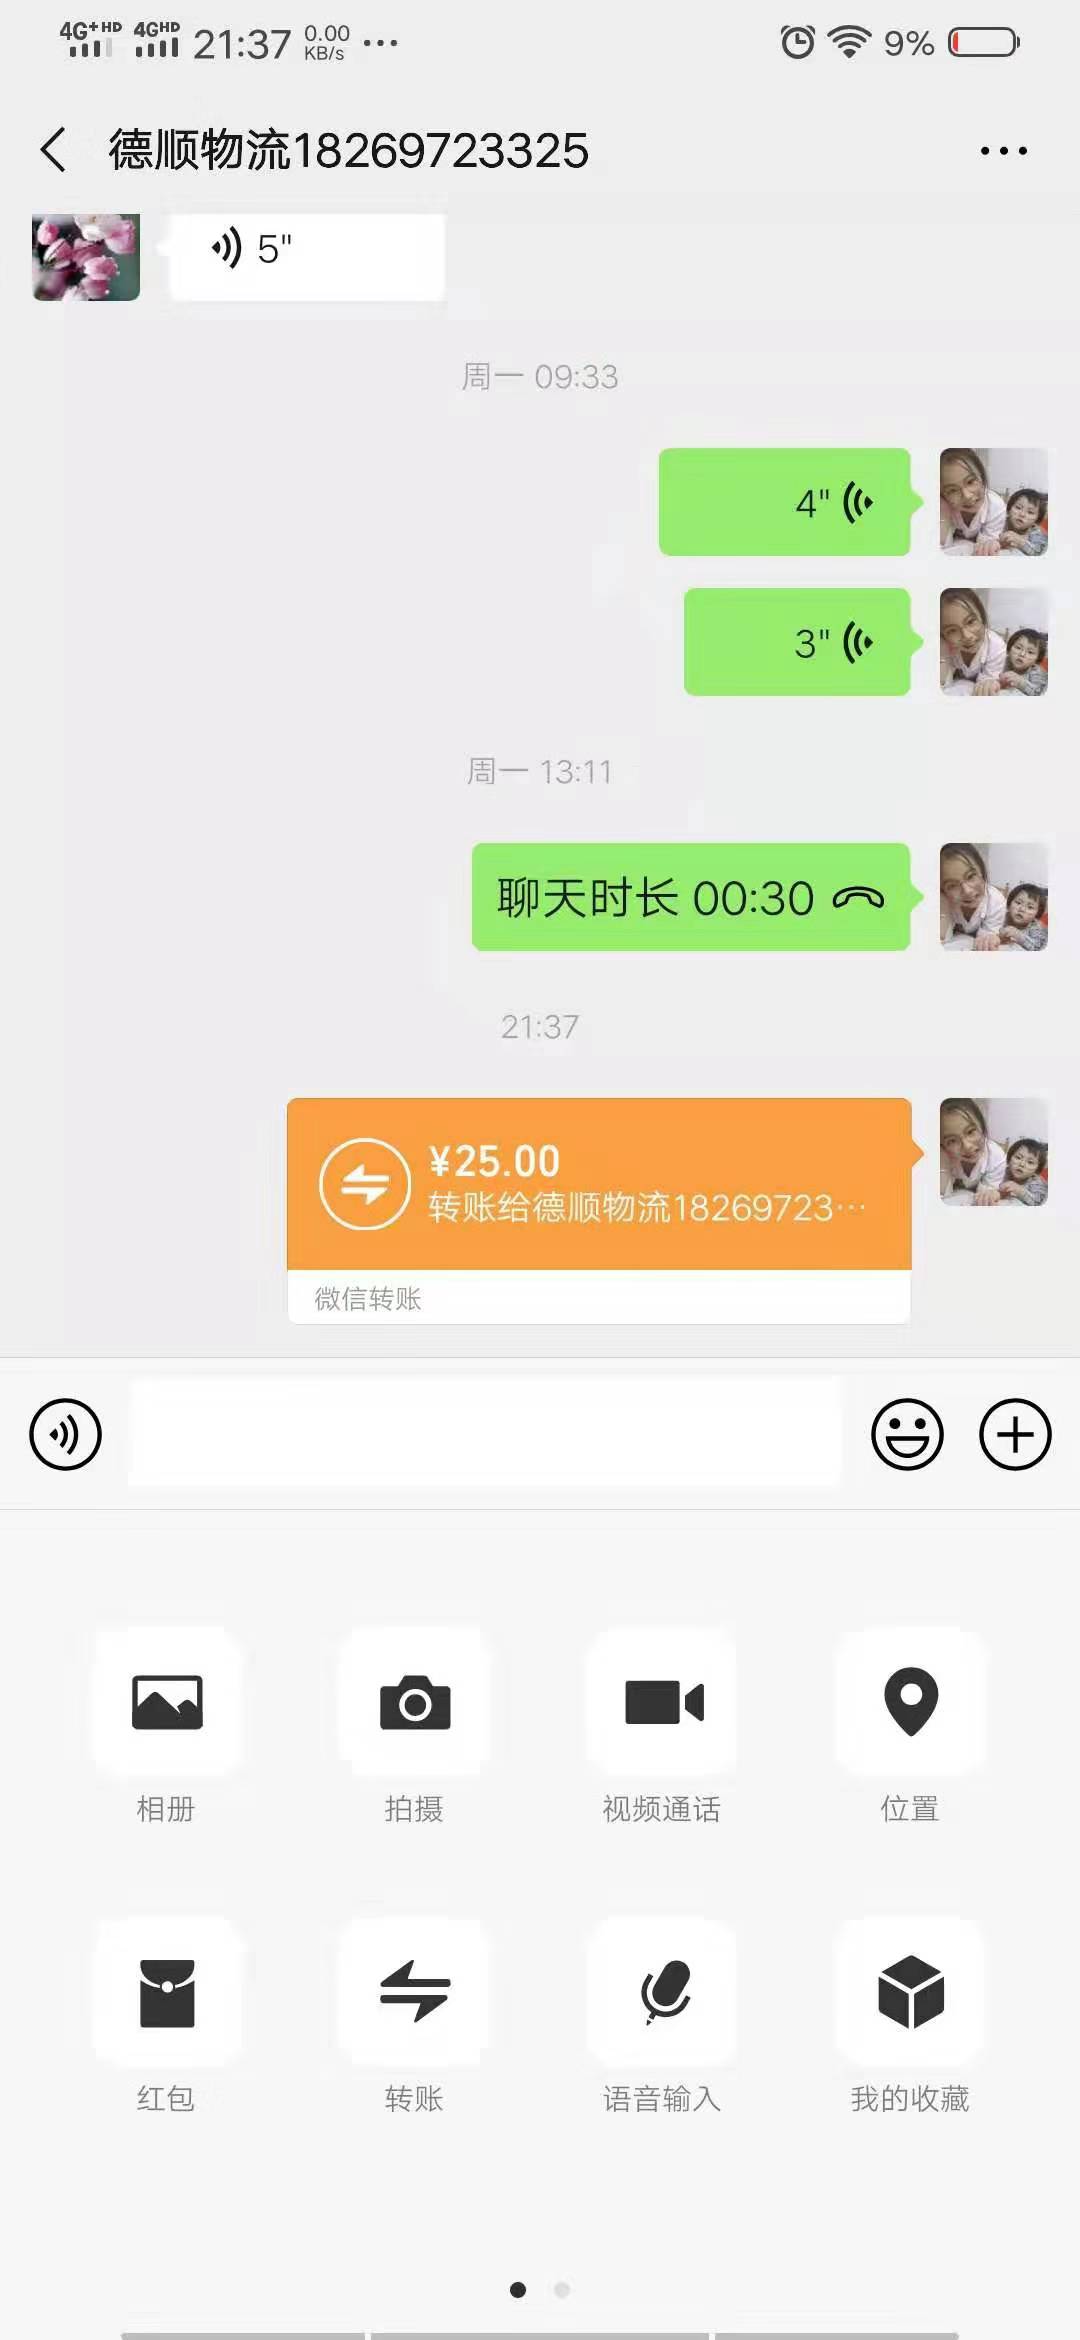 4G+HD 4GHD 21:37 0.00 KB/s ··· 9%
德顺物流18269723325
5"
周一 09:33
4"
3"
周一 13:11
聊天时长 00:30
21:37
¥25.00
转账给德顺物流18269723···
微信转账
相册 拍摄 视频通话 位置
红包 转账 语音输入 我的收藏